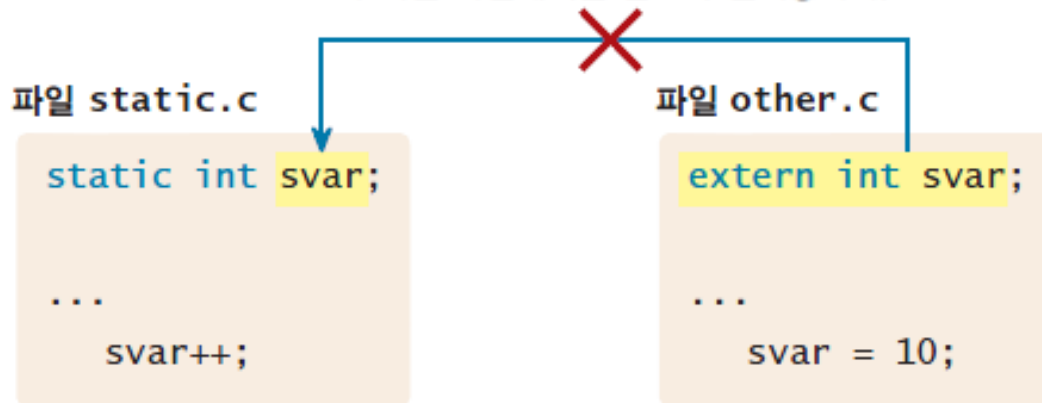 파일 static.c
static int svar;
...
svar++;
파일 other.c
extern int svar;
...
svar = 10;